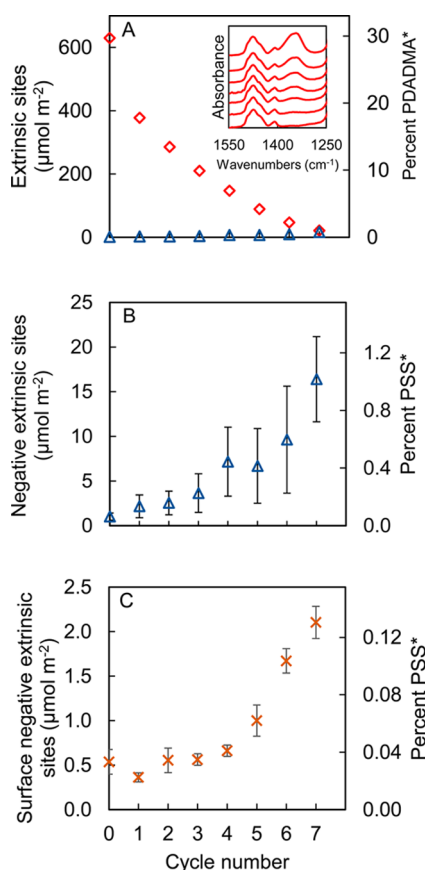 A
600
400
200
0
Extrinsic sites
(µmol m⁻²)
30
20
10
0
Percent PDADMA*
Absorbance
1550
1400
1250
Wavenumbers (cm⁻¹)
B
25
20
15
10
5
0
Negative extrinsic sites
(µmol m⁻²)
1.2
0.8
0.4
0.0
Percent PSS*
C
2.5
2.0
1.5
1.0
0.5
0.0
Surface negative extrinsic
sites (µmol m⁻²)
0.12
0.08
0.04
0.00
Percent PSS*
0 1 2 3 4 5 6 7
Cycle number